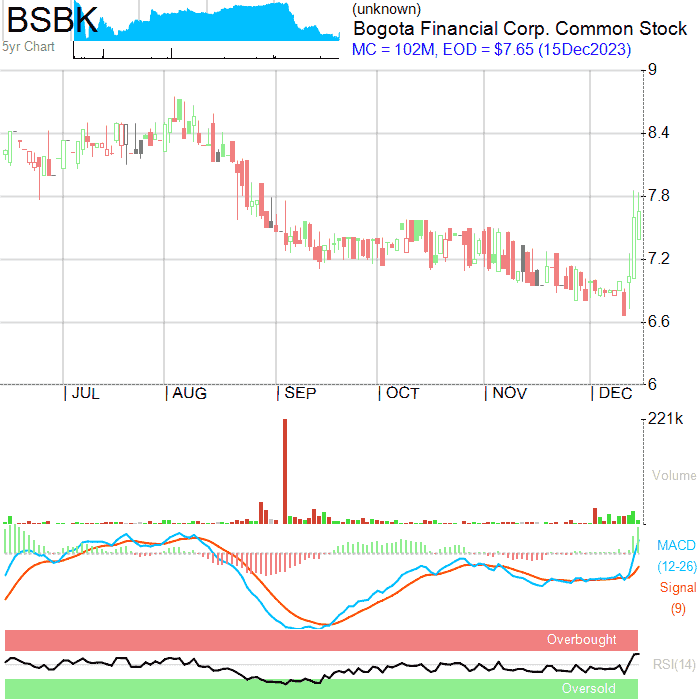 BSBK
(unknown)
Bogota Financial Corp. Common Stock
5yr Chart
MC = 102M, EOD = $7.65 (15Dec2023)
9
8.4
7.8
7.2
6.6
6
JUL AUG SEP OCT NOV DEC
221k
Volume
MACD
(12-26)
Signal
(9)
Overbought
RSI(14)
Oversold